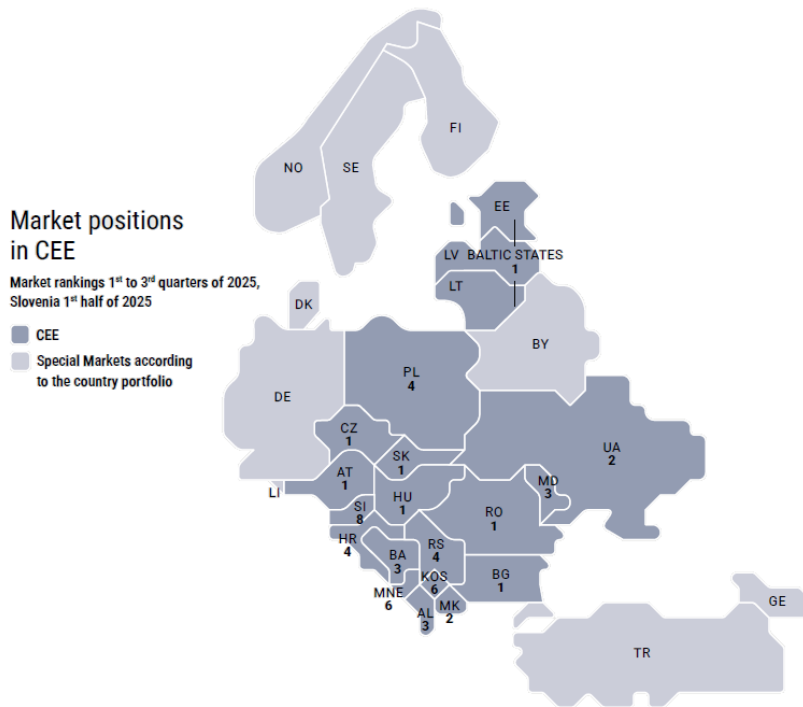 Market positions
in CEE
Market rankings 1st to 3rd quarters of 2025,
Slovenia 1st half of 2025
CEE
Special Markets according
to the country portfolio
NO
SE
FI
EE
LV
BALTIC STATES
1
LT
DK
BY
DE
PL
4
CZ
1
SK
1
UA
2
AT
1
LI
HU
1
MD
3
SI
8
RO
1
HR
4
BA
3
RS
4
KOS
6
BG
1
MNE
6
AL
3
MK
2
GE
TR